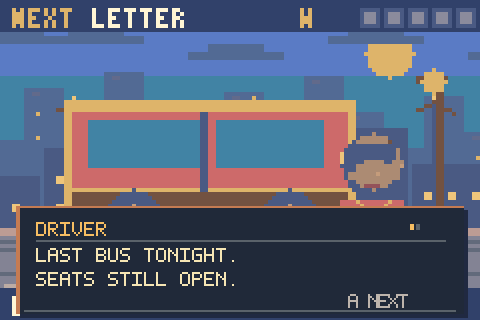 NEXT LETTER N
DRIVER
LAST BUS TONIGHT.
SEATS STILL OPEN.
A NEXT